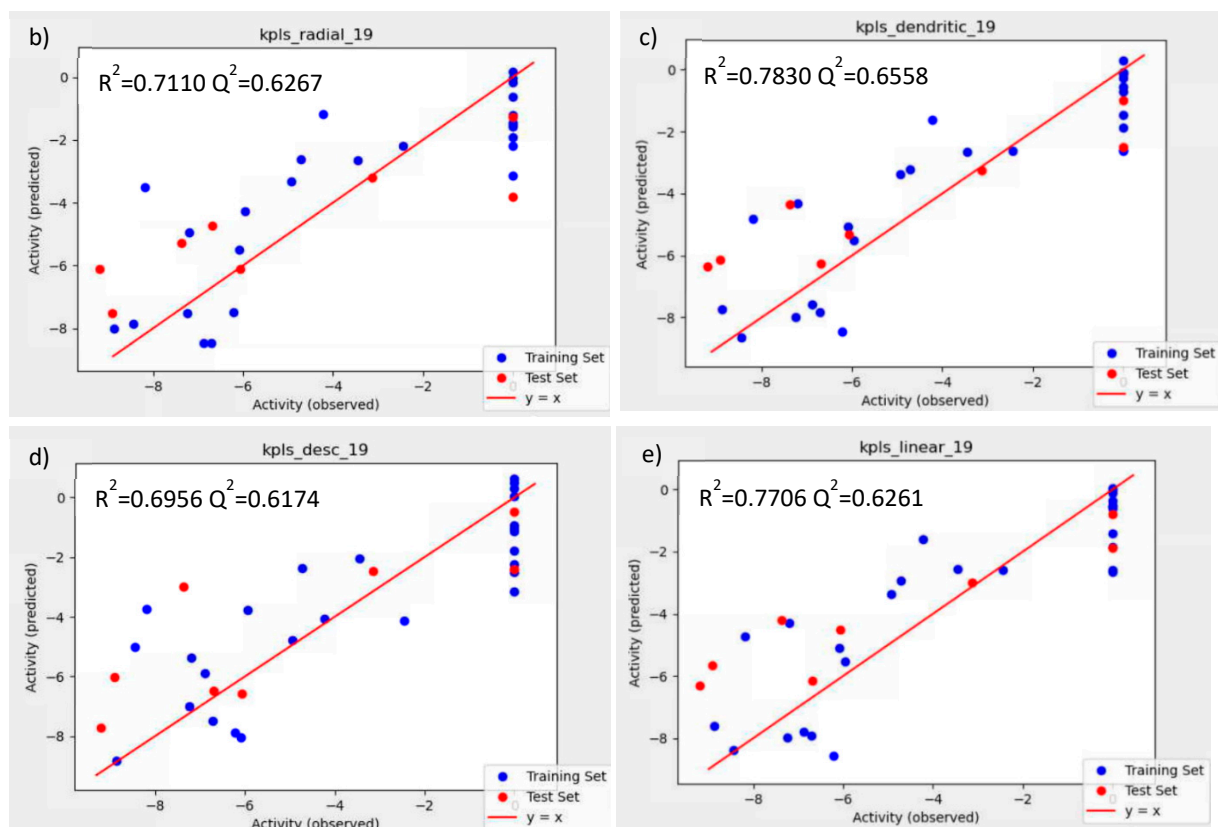 b)
kpls_radial_19
R²=0.7110 Q²=0.6267
Activity (predicted)
0
−2
−4
−6
−8
−8
−6
−4
−2
0
Activity (observed)
Training Set
Test Set
y = x
c)
kpls_dendritic_19
R²=0.7830 Q²=0.6558
Activity (predicted)
0
−2
−4
−6
−8
−8
−6
−4
−2
0
Activity (observed)
Training Set
Test Set
y = x
d)
kpls_desc_19
R²=0.6956 Q²=0.6174
Activity (predicted)
0
−2
−4
−6
−8
−8
−6
−4
−2
0
Activity (observed)
Training Set
Test Set
y = x
e)
kpls_linear_19
R²=0.7706 Q²=0.6261
Activity (predicted)
0
−2
−4
−6
−8
−8
−6
−4
−2
0
Activity (observed)
Training Set
Test Set
y = x